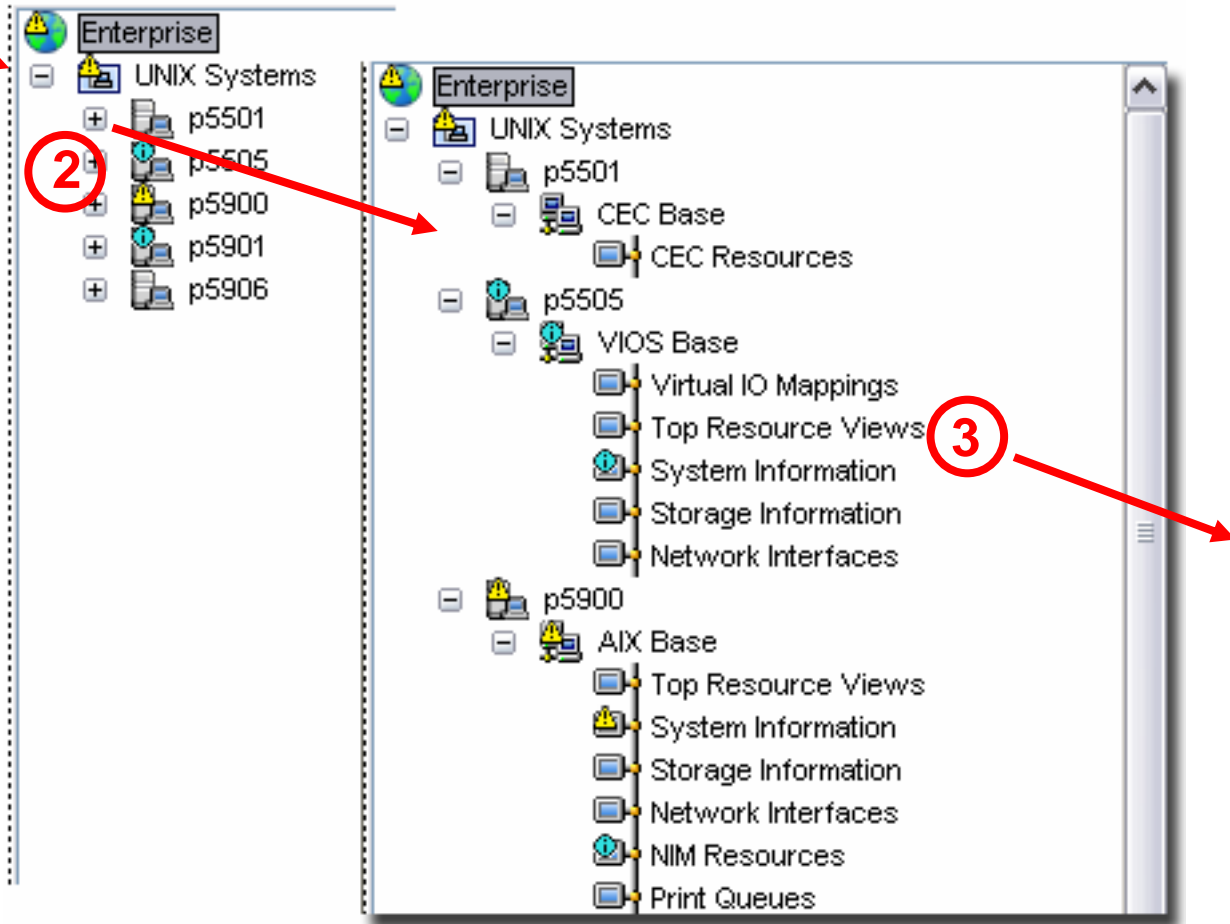 Enterprise
UNIX Systems
p5501
p5505
p5900
p5901
p5906
2
Enterprise
UNIX Systems
p5501
CEC Base
CEC Resources
p5505
VIOS Base
Virtual IO Mappings
Top Resource Views
System Information
Storage Information
Network Interfaces
p5900
AIX Base
Top Resource Views
System Information
Storage Information
Network Interfaces
NIM Resources
Print Queues
3